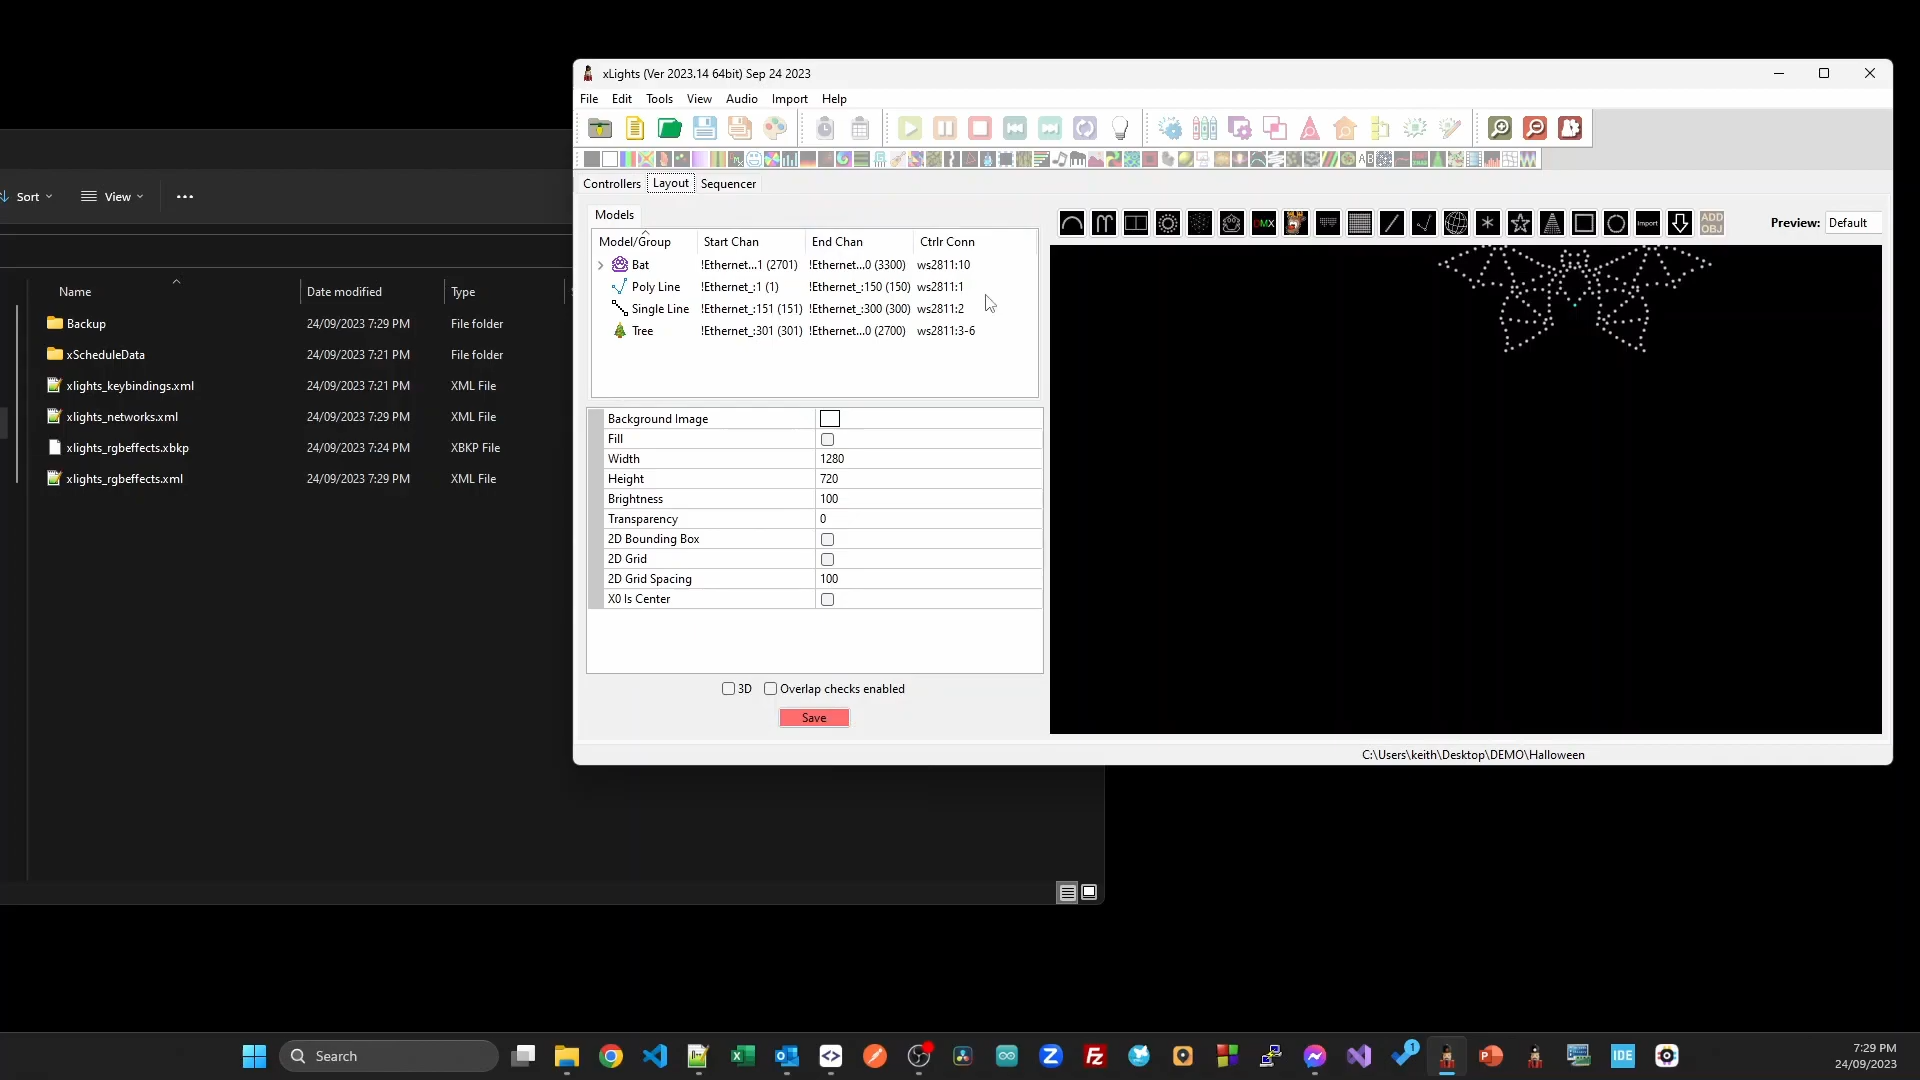 xLights (Ver 2023.14 64bit) Sep 24 2023
File Edit Tools View Audio Import Help
Controllers Layout Sequencer
Models
Model/Group Start Chan End Chan Ctrlr Conn
Bat !Ethernet...1 (2701) !Ethernet...0 (3300) ws2811:10
Poly Line !Ethernet_:1 (1) !Ethernet_:150 (150) ws2811:1
Single Line !Ethernet_:151 (151) !Ethernet_:300 (300) ws2811:2
Tree !Ethernet_:301 (301) !Ethernet...0 (2700) ws2811:3-6
DMX
import
ADD OBJ
Preview: Default
Background Image
Fill
Width 1280
Height 720
Brightness 100
Transparency 0
2D Bounding Box
2D Grid
2D Grid Spacing 100
X0 Is Center
3D Overlap checks enabled
Save
C:\Users\keith\Desktop\DEMO\Halloween
Sort View
Name Date modified Type
Backup 24/09/2023 7:29 PM File folder
xScheduleData 24/09/2023 7:21 PM File folder
xlights_keybindings.xml 24/09/2023 7:21 PM XML File
xlights_networks.xml 24/09/2023 7:29 PM XML File
xlights_rgbeffects.xbkp 24/09/2023 7:24 PM XBKP File
xlights_rgbeffects.xml 24/09/2023 7:29 PM XML File
Search
Z
Fz
1
P
IDE
7:29 PM
24/09/2023